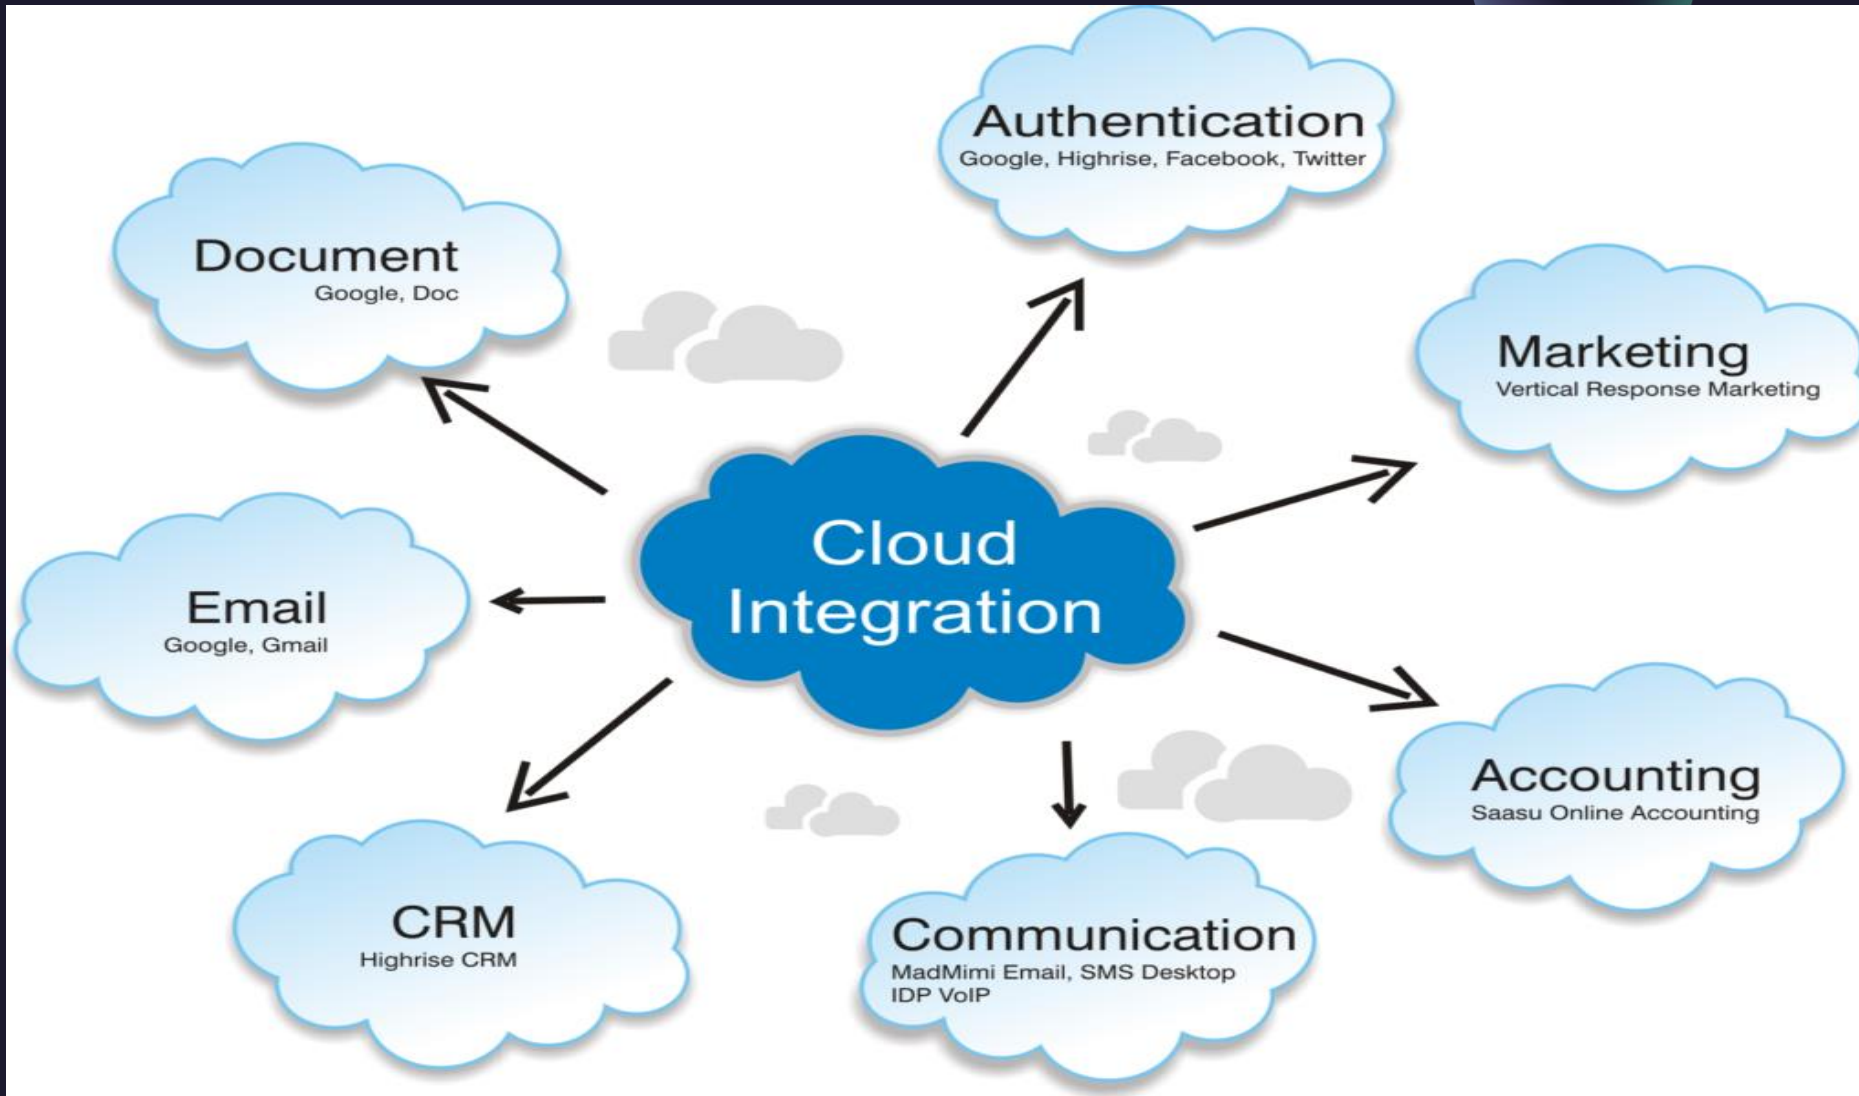 Authentication
Google, Highrise, Facebook, Twitter
Document
Google, Doc
Marketing
Vertical Response Marketing
Cloud
Integration
Email
Google, Gmail
Accounting
Saasu Online Accounting
CRM
Highrise CRM
Communication
MadMimi Email, SMS Desktop
IDP VoIP